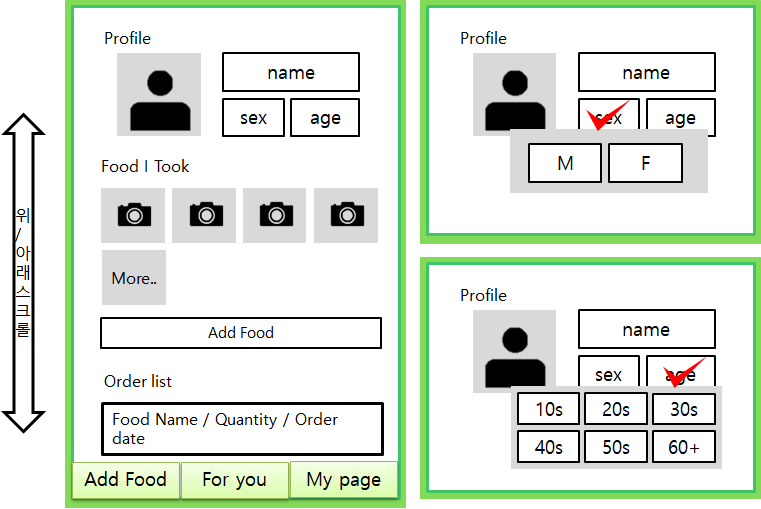 위/아래 스크롤
Profile
name
sex
age
Food I Took
More..
Add Food
Order list
Food Name / Quantity / Order
date
Add Food
For you
My page
Profile
name
sex
age
M
F
Profile
name
sex
age
10s
20s
30s
40s
50s
60+